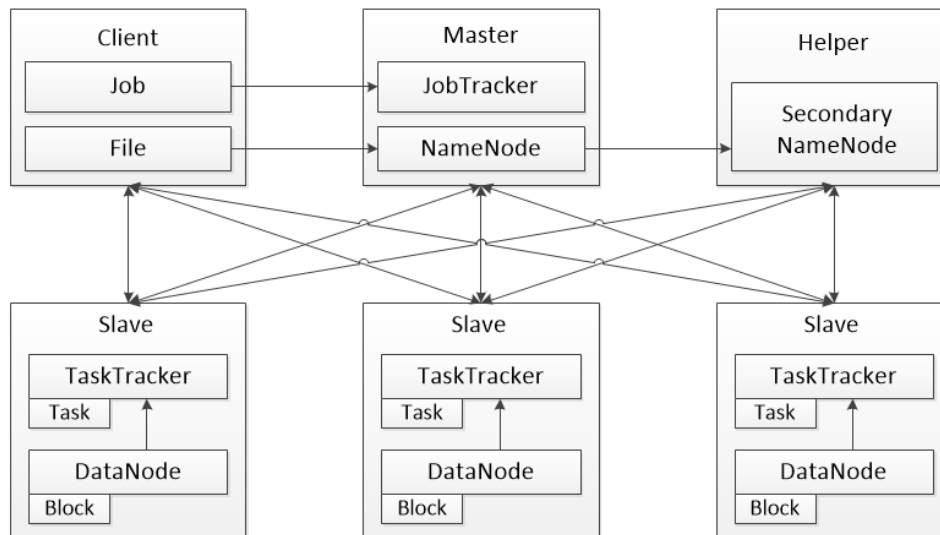 Client
Job
File
Master
JobTracker
NameNode
Helper
Secondary
NameNode
Slave
TaskTracker
Task
DataNode
Block
Slave
TaskTracker
Task
DataNode
Block
Slave
TaskTracker
Task
DataNode
Block